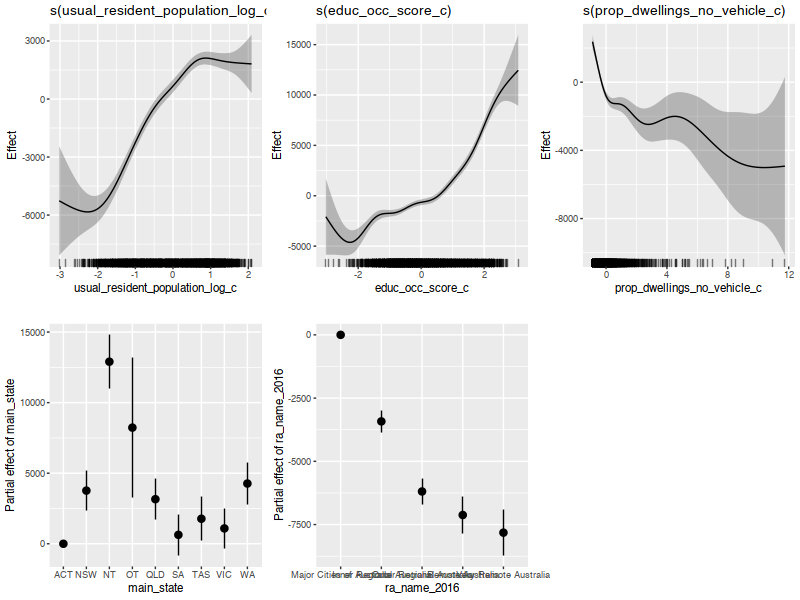 s(usual_resident_population_log_c
s(educ_occ_score_c)
s(prop_dwellings_no_vehicle_c)
Effect
3000
0
-3000
-6000
-3
-2
-1
0
1
2
usual_resident_population_log_c
Effect
15000
10000
5000
0
-5000
-2
0
2
educ_occ_score_c
Effect
0
-4000
-8000
0
4
8
12
prop_dwellings_no_vehicle_c
Partial effect of main_state
15000
10000
5000
0
ACT NSW NT OT QLD SA TAS VIC WA
main_state
Partial effect of ra_name_2016
0
-2500
-5000
-7500
Major Cities of Australia
ra_name_2016